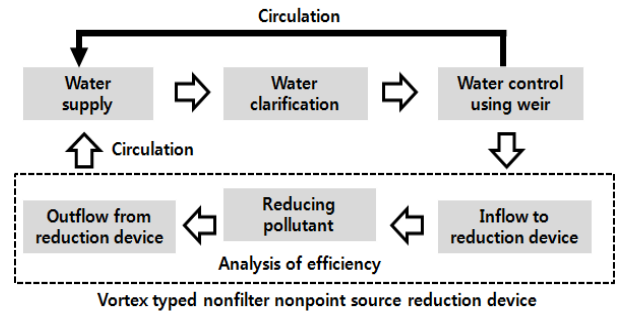 Circulation
Water
supply
Water
clarification
Water control
using weir
Circulation
Outflow from
reduction device
Reducing
pollutant
Inflow to
reduction device
Analysis of efficiency
Vortex typed nonfilter nonpoint source reduction device